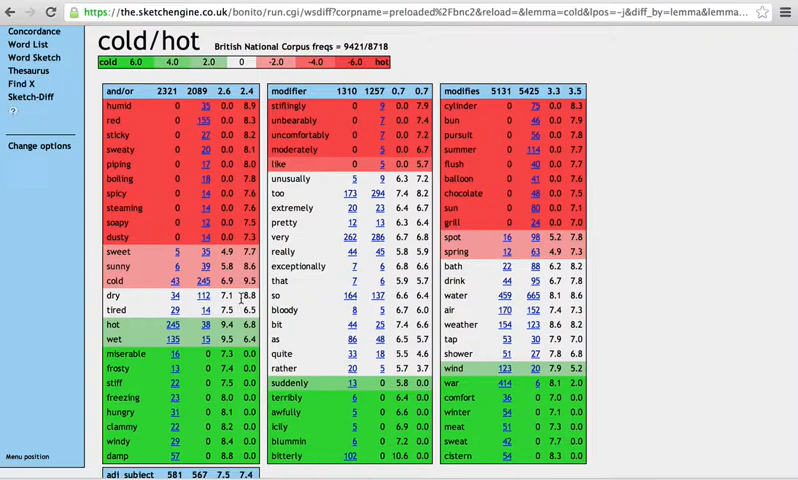 https://the.sketchengine.co.uk/bonito/run.cgi/wsdiff?corpname=preloaded%2Fbnc2&reload=&lemma=cold&lpos=-j&diff_by=lemma&lemma...
Concordance
Word List
Word Sketch
Thesaurus
Find X
Sketch-Diff
?
Change options
Menu position
cold/hot British National Corpus freqs = 9421/8718
cold 6.0 4.0 2.0 0 -2.0 -4.0 -6.0 hot
and/or 2321 2089 2.6 2.4
humid 0 35 0.0 8.9
red 0 155 0.0 8.3
sticky 0 27 0.0 8.2
sweaty 0 20 0.0 8.1
piping 0 17 0.0 8.0
boiling 0 18 0.0 7.8
spicy 0 14 0.0 7.6
steaming 0 14 0.0 7.6
soapy 0 12 0.0 7.5
dusty 0 14 0.0 7.3
sweet 5 35 4.9 7.7
sunny 6 39 5.8 8.6
cold 43 245 6.9 9.5
dry 34 112 7.1 8.8
tired 29 14 7.5 6.5
hot 245 38 9.4 6.8
wet 135 15 9.5 6.4
miserable 16 0 7.3 0.0
frosty 13 0 7.4 0.0
stiff 22 0 7.5 0.0
freezing 23 0 8.0 0.0
hungry 31 0 8.1 0.0
clammy 22 0 8.2 0.0
windy 29 0 8.4 0.0
damp 57 0 8.8 0.0
modifier 1310 1257 0.7 0.7
stiflingly 0 9 0.0 7.9
unbearably 0 7 0.0 7.4
uncomfortably 0 7 0.0 7.2
moderately 0 5 0.0 6.7
like 0 5 0.0 5.7
unusually 5 9 6.3 7.2
too 173 294 7.4 8.2
extremely 20 23 6.4 6.7
pretty 12 13 6.3 6.4
very 262 286 6.7 6.8
really 44 45 5.8 5.9
exceptionally 7 6 6.8 6.6
that 7 6 5.9 5.7
so 164 137 6.6 6.4
bloody 8 5 6.7 6.0
bit 44 25 7.4 6.6
as 86 48 6.5 5.7
quite 33 18 5.5 4.6
rather 20 5 5.7 3.7
suddenly 13 0 5.8 0.0
terribly 6 0 6.4 0.0
awfully 5 0 6.6 0.0
icily 5 0 6.9 0.0
blummin 6 0 7.2 0.0
bitterly 102 0 10.6 0.0
modifies 5131 5425 3.3 3.5
cylinder 0 75 0.0 8.3
bun 0 46 0.0 7.9
pursuit 0 56 0.0 7.8
summer 0 114 0.0 7.7
flush 0 40 0.0 7.7
balloon 0 41 0.0 7.6
chocolate 0 48 0.0 7.5
sun 0 80 0.0 7.1
grill 0 24 0.0 7.0
spot 16 98 5.2 7.8
spring 12 63 4.9 7.3
bath 22 88 6.2 8.2
drink 44 95 6.7 7.8
water 459 665 8.1 8.6
air 170 152 7.4 7.3
weather 154 123 8.6 8.2
tap 53 30 7.9 7.0
shower 51 27 7.8 6.8
wind 123 20 7.9 5.2
war 414 6 8.1 2.0
comfort 36 0 7.0 0.0
winter 54 0 7.1 0.0
meat 51 0 7.3 0.0
sweat 42 0 7.7 0.0
cistern 54 0 8.3 0.0
adj_subject 581 567 7.5 7.4